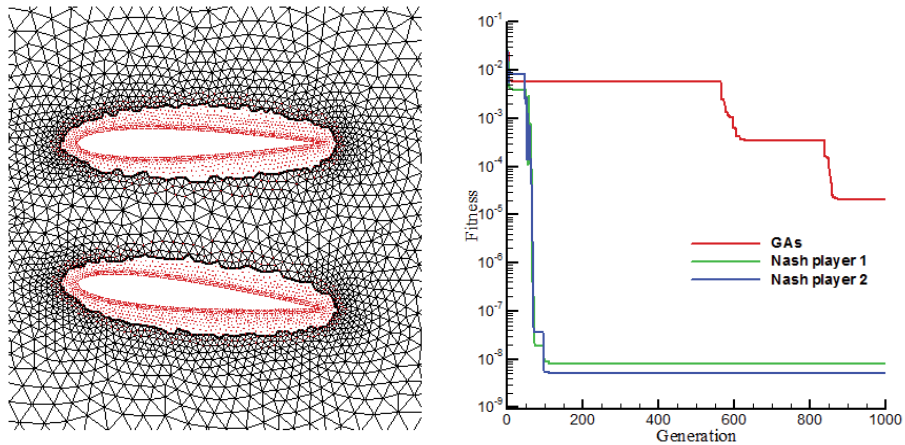 10⁻¹
10⁻²
10⁻³
10⁻⁴
10⁻⁵
10⁻⁶
10⁻⁷
10⁻⁸
10⁻⁹
Fitness
GAs
Nash player 1
Nash player 2
0 200 400 600 800 1000
Generation